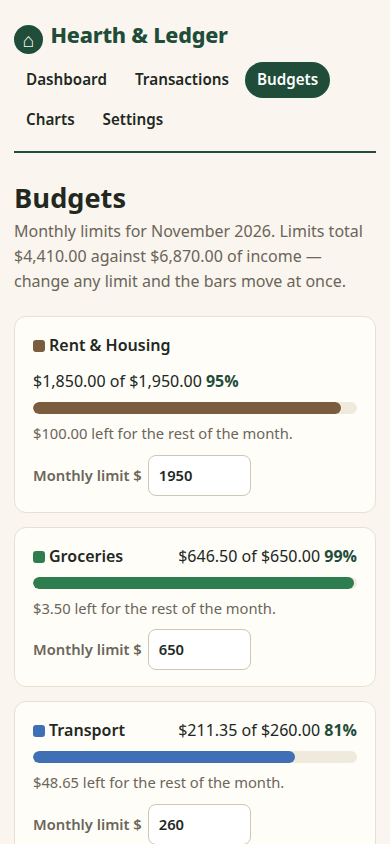 Hearth & Ledger
Dashboard Transactions Budgets
Charts Settings
Budgets
Monthly limits for November 2026. Limits total
$4,410.00 against $6,870.00 of income —
change any limit and the bars move at once.
Rent & Housing
$1,850.00 of $1,950.00 95%
$100.00 left for the rest of the month.
Monthly limit $ 1950
Groceries $646.50 of $650.00 99%
$3.50 left for the rest of the month.
Monthly limit $ 650
Transport $211.35 of $260.00 81%
$48.65 left for the rest of the month.
Monthly limit $ 260